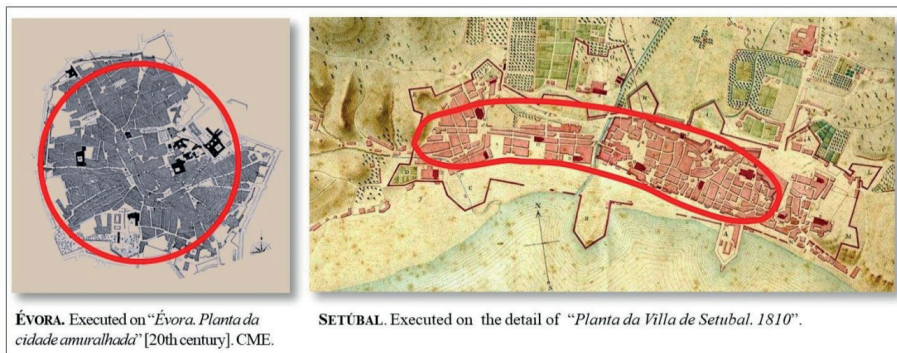 ÉVORA. Executed on “Évora. Planta da
cidade amuralhada” [20th century]. CME.
SETÚBAL. Executed on the detail of “Planta da Villa de Setubal. 1810”.